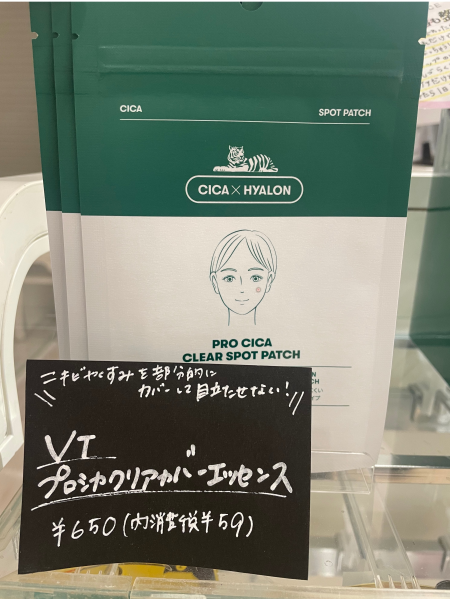 CICA
SPOT PATCH
CICA×HYALON
PRO CICA
CLEAR SPOT PATCH
ニキビやくすみを部分的に
カバーして目立たせない!
VT
プロシカクリアカバーエッセンス
¥650(内消費税¥59)